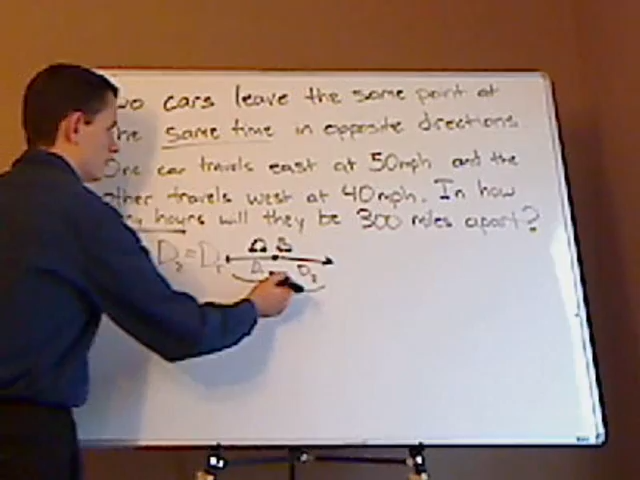 cars leave the same point at
same time in opposite directions
One car travels east at 50mph and the
other travels west at 40mph. In how
hours will they be 300 miles apart?
D₂ = D₁
D₂